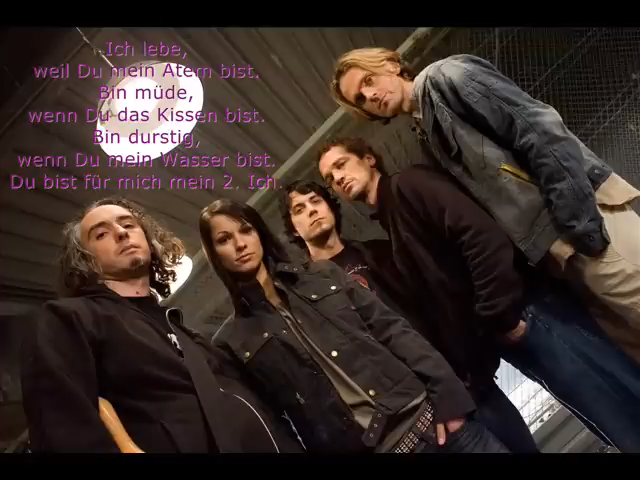 Ich lebe,
weil Du mein Atem bist.
Bin müde,
wenn Du das Kissen bist.
Bin durstig,
wenn Du mein Wasser bist.
Du bist für mich mein 2. Ich.